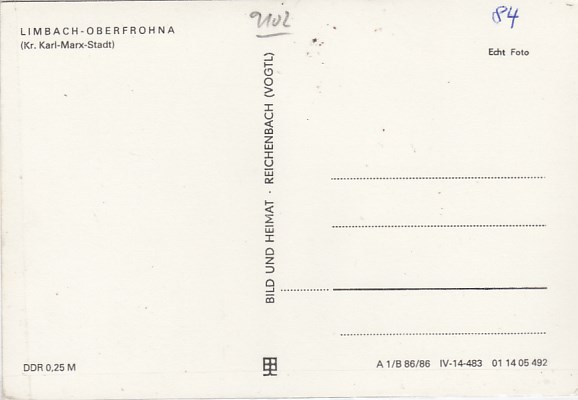 LIMBACH-OBERFROHNA
(Kr. Karl-Marx-Stadt)
9102
84
Echt Foto
BILD UND HEIMAT · REICHENBACH (VOGTL)
DDR 0,25 M
A 1/B 86/86 IV-14-483 01 14 05 492